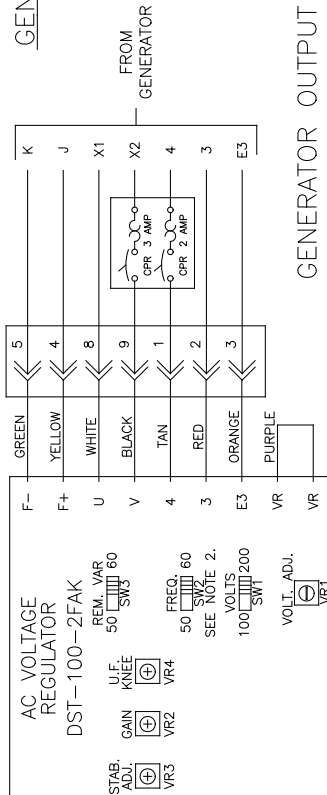 GEN
FROM
GENERATOR
GENERATOR OUTPUT
K
J
X1
X2
4
3
E3
CPR 3 AMP
CPR 2 AMP
5
4
8
9
1
2
3
GREEN
YELLOW
WHITE
BLACK
TAN
RED
ORANGE
PURPLE
F-
F+
U
V
4
3
E3
VR
VR
AC VOLTAGE
REGULATOR
DST-100-2FAK
REM. VAR
50 60
SW3
FREQ.
50 60
SW2
SEE NOTE 2.
VOLTS
100 200
SW1
VOLT. ADJ.
VR1
STAB.
ADJ.
VR3
GAIN
VR2
U.F.
KNEE
VR4